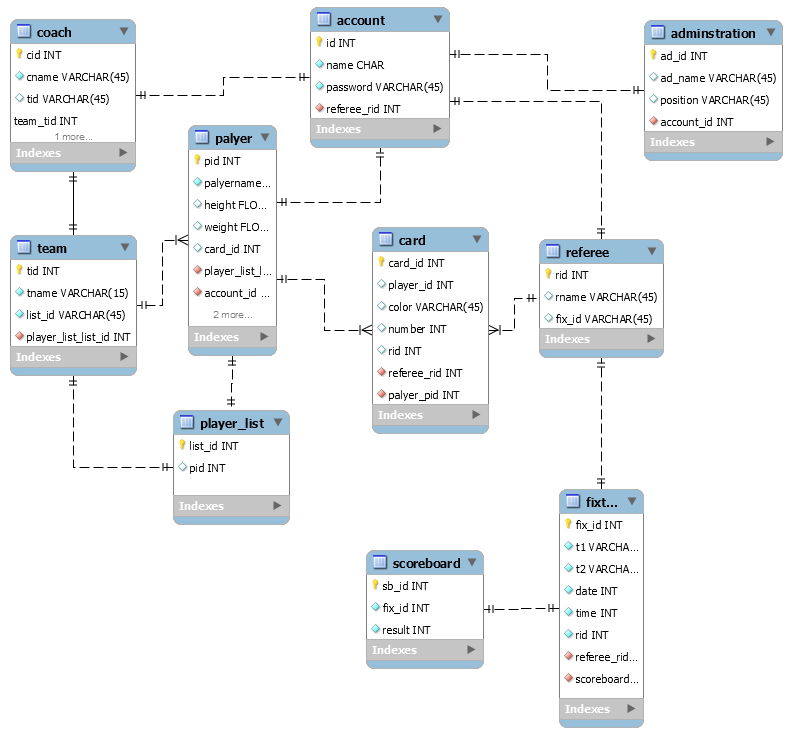 coach
cid INT
cname VARCHAR(45)
tid VARCHAR(45)
team_tid INT
1 more...
Indexes
account
id INT
name CHAR
password VARCHAR(45)
referee_rid INT
Indexes
adminstration
ad_id INT
ad_name VARCHAR(45)
position VARCHAR(45)
account_id INT
Indexes
palyer
pid INT
palyername...
height FLO...
weight FLO...
card_id INT
player_list_l...
account_id ...
2 more...
Indexes
team
tid INT
tname VARCHAR(15)
list_id VARCHAR(45)
player_list_list_id INT
Indexes
card
card_id INT
player_id INT
color VARCHAR(45)
number INT
rid INT
referee_rid INT
palyer_pid INT
Indexes
referee
rid INT
rname VARCHAR(45)
fix_id VARCHAR(45)
Indexes
player_list
list_id INT
pid INT
Indexes
scoreboard
sb_id INT
fix_id INT
result INT
Indexes
fixt...
fix_id INT
t1 VARCHA...
t2 VARCHA...
date INT
time INT
rid INT
referee_rid...
scoreboard...
Indexes